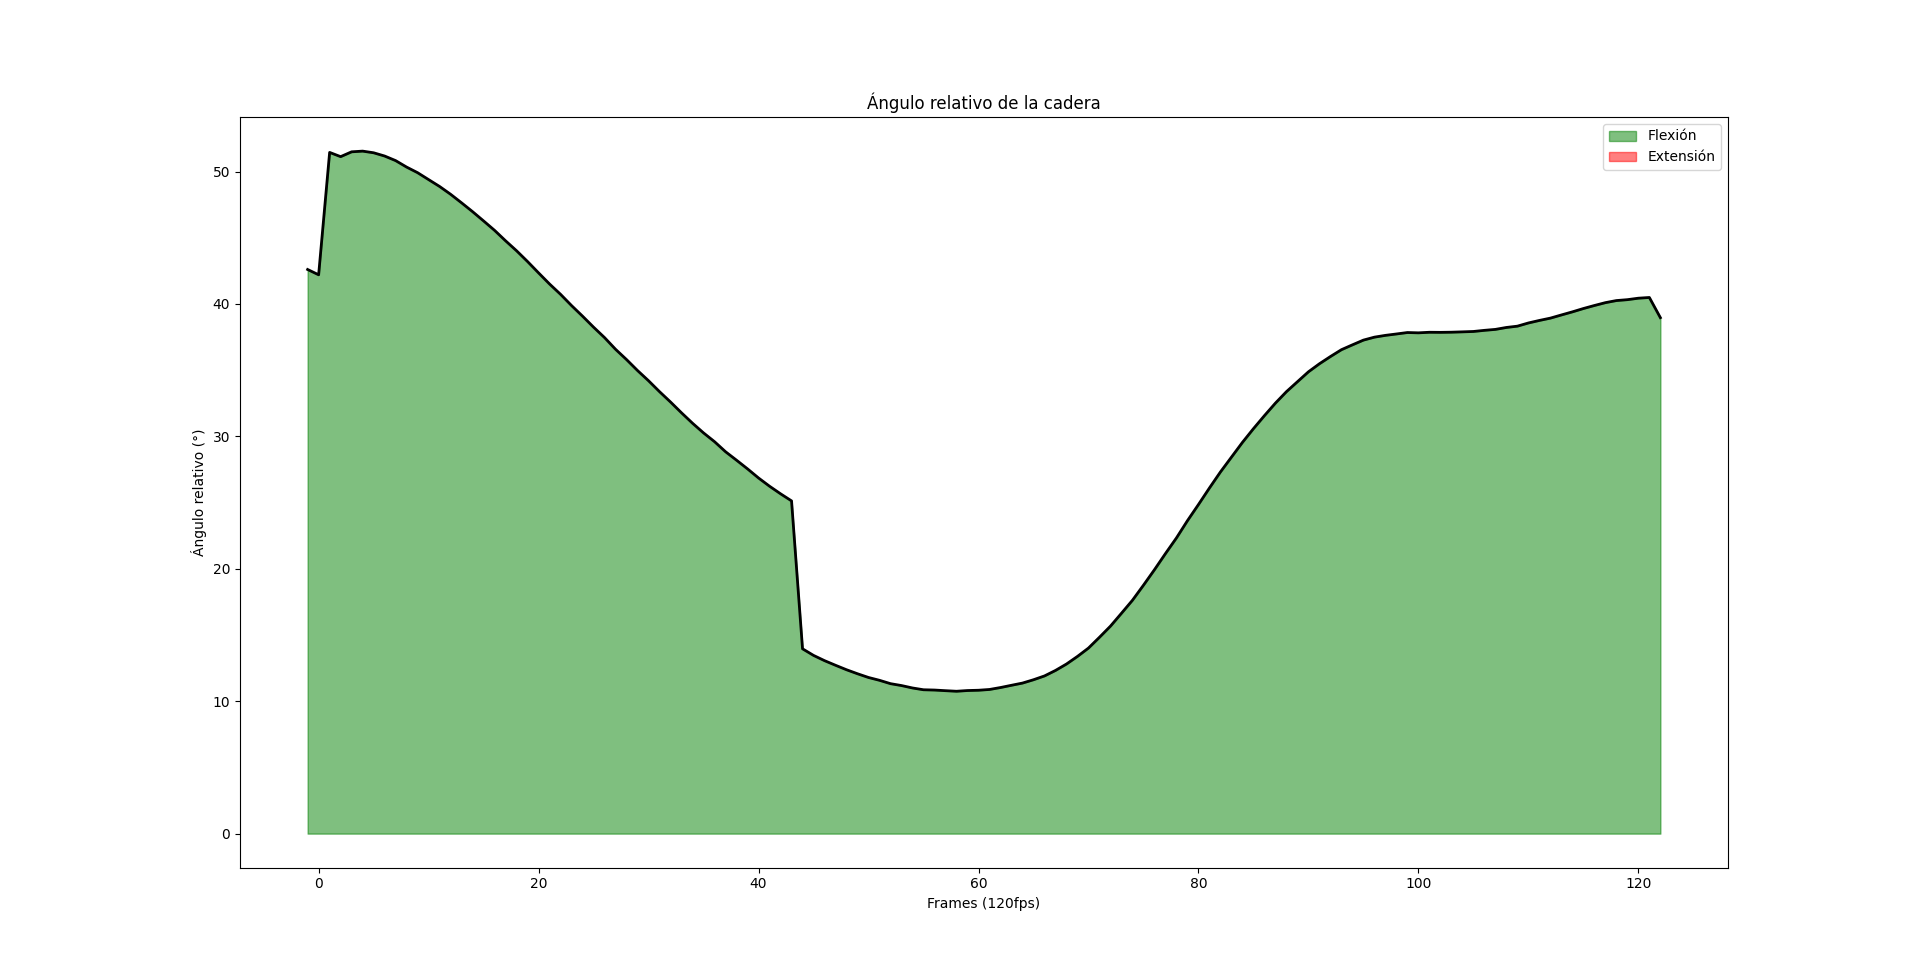 Ángulo relativo de la cadera
Flexión
Extensión
Ángulo relativo (°)
50
40
30
20
10
0
0 20 40 60 80 100 120
Frames (120fps)